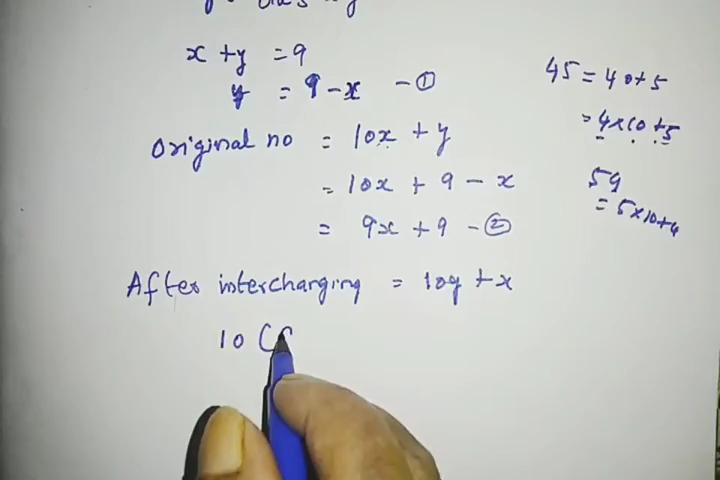 x + y = 9
y = 9 - x - ①
original no = 10x + y
= 10x + 9 - x
= 9x + 9 - ②
After interchanging = 10y + x
10 (
45 = 40+5
= 4×10+5
59
= 5×10+